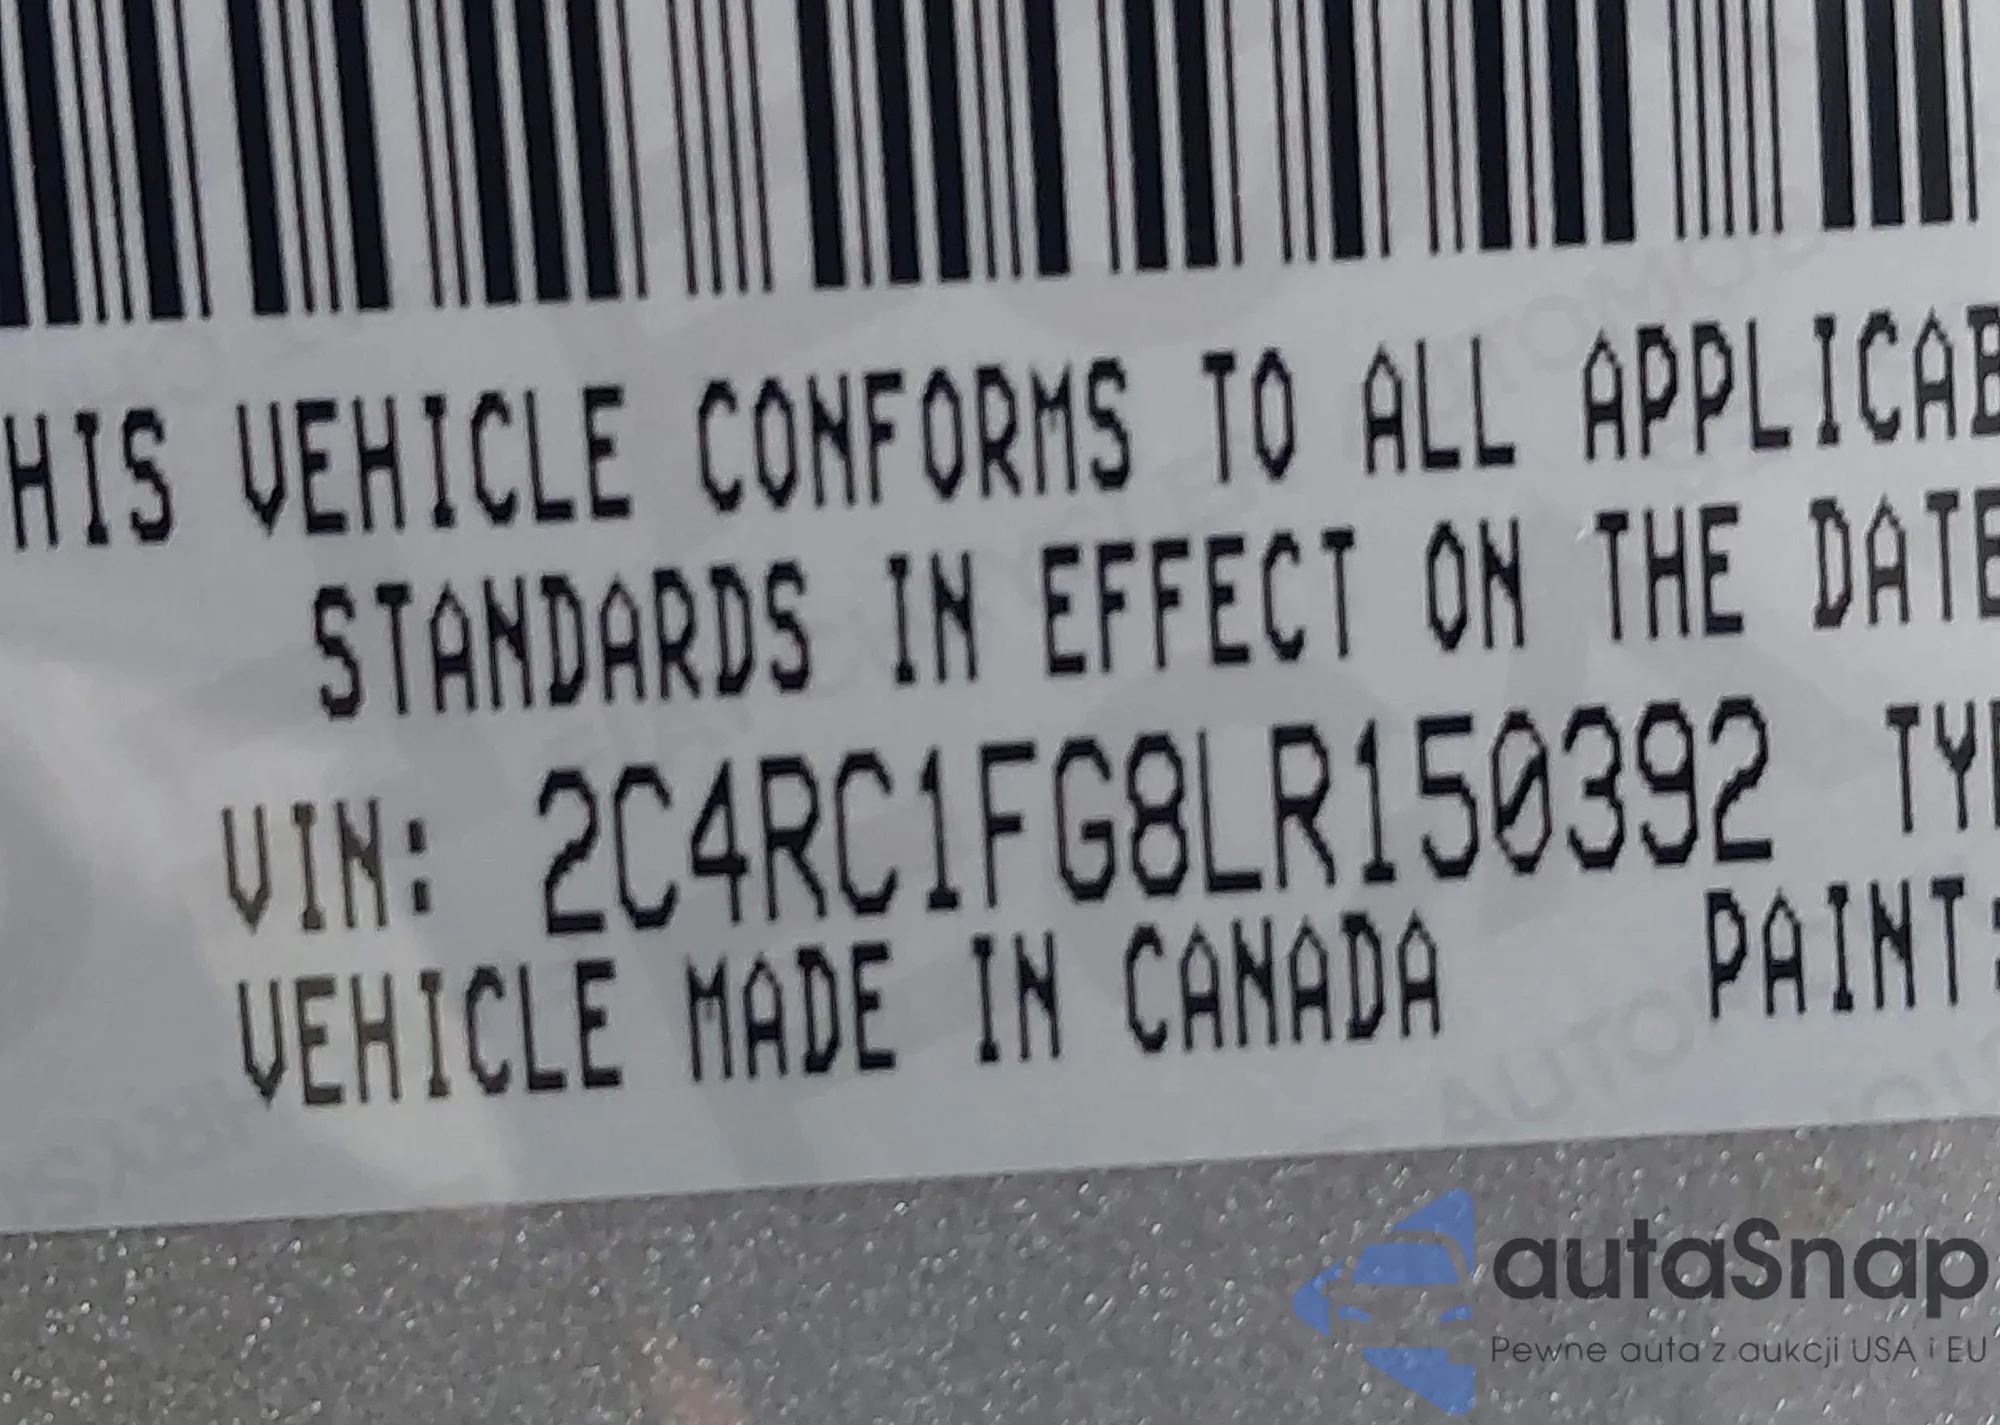 HIS VEHICLE CONFORMS TO ALL APPLICAB
STANDARDS IN EFFECT ON THE DATE
VIN: 2C4RC1FG8LR150392 TY
VEHICLE MADE IN CANADA PAINT:
autaSnap
Pewne auta z aukcji USA i EU